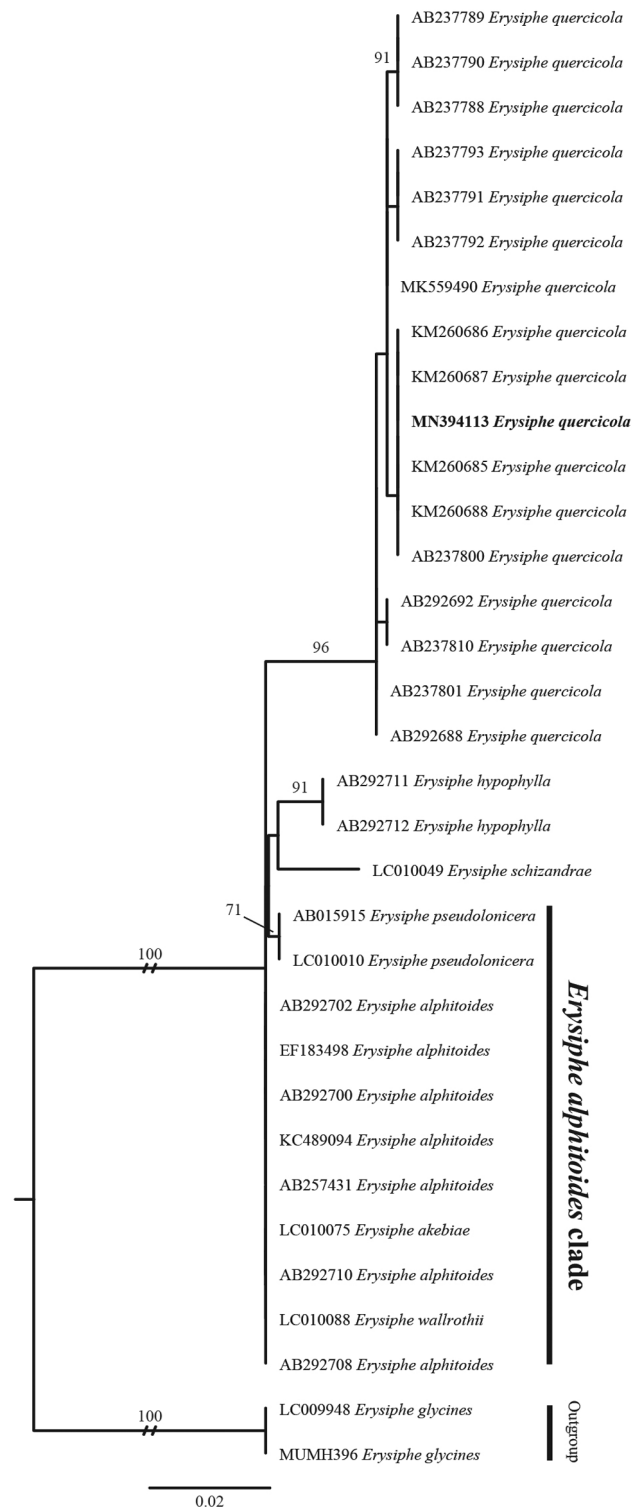 AB237789 Erysiphe quercicola
91
AB237790 Erysiphe quercicola
AB237788 Erysiphe quercicola
AB237793 Erysiphe quercicola
AB237791 Erysiphe quercicola
AB237792 Erysiphe quercicola
MK559490 Erysiphe quercicola
KM260686 Erysiphe quercicola
KM260687 Erysiphe quercicola
MN394113 Erysiphe quercicola
KM260685 Erysiphe quercicola
KM260688 Erysiphe quercicola
AB237800 Erysiphe quercicola
AB292692 Erysiphe quercicola
AB237810 Erysiphe quercicola
96
AB237801 Erysiphe quercicola
AB292688 Erysiphe quercicola
AB292711 Erysiphe hypophylla
91
AB292712 Erysiphe hypophylla
LC010049 Erysiphe schizandrae
71
AB015915 Erysiphe pseudolonicera
LC010010 Erysiphe pseudolonicera
100
AB292702 Erysiphe alphitoides
EF183498 Erysiphe alphitoides
AB292700 Erysiphe alphitoides
KC489094 Erysiphe alphitoides
AB257431 Erysiphe alphitoides
LC010075 Erysiphe akebiae
AB292710 Erysiphe alphitoides
LC010088 Erysiphe wallrothii
AB292708 Erysiphe alphitoides
Erysiphe alphitoides clade
100
LC009948 Erysiphe glycines
MUMH396 Erysiphe glycines
Outgroup
0.02